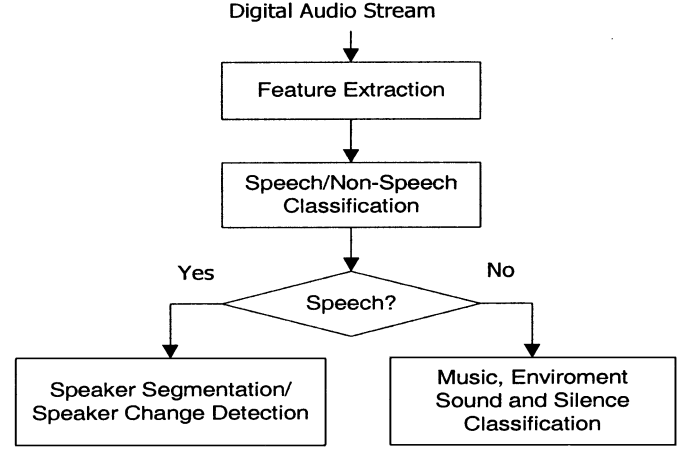 Digital Audio Stream
Feature Extraction
Speech/Non-Speech
Classification
Yes
No
Speech?
Speaker Segmentation/
Speaker Change Detection
Music, Enviroment
Sound and Silence
Classification